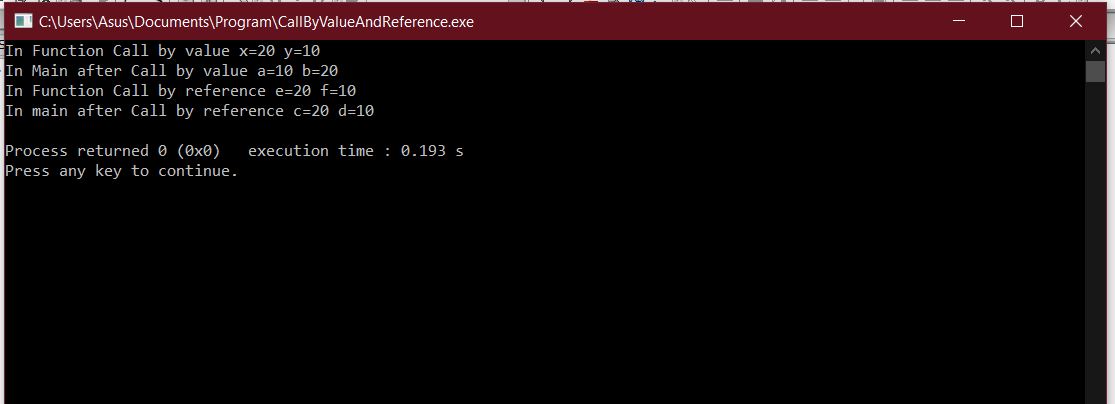 C:\Users\Asus\Documents\Program\CallByValueAndReference.exe
In Function Call by value x=20 y=10
In Main after Call by value a=10 b=20
In Function Call by reference e=20 f=10
In main after Call by reference c=20 d=10
Process returned 0 (0x0)   execution time : 0.193 s
Press any key to continue.